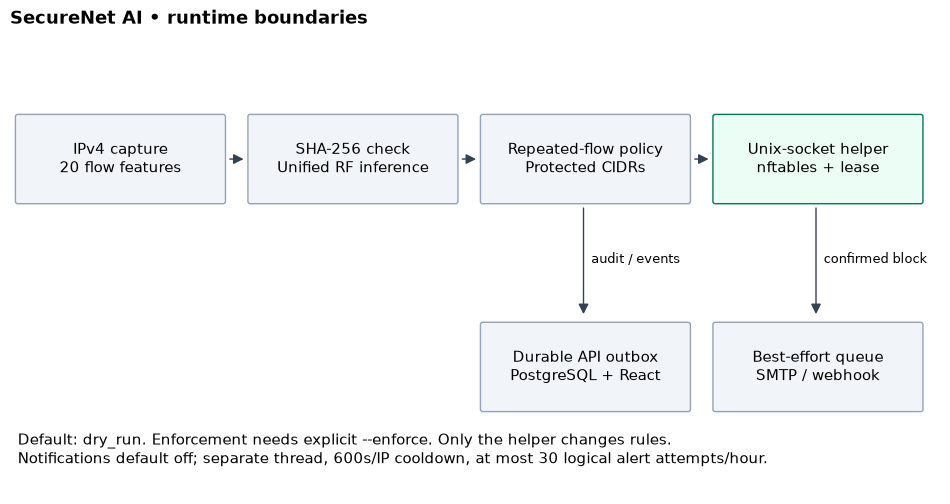 SecureNet AI • runtime boundaries
IPv4 capture
20 flow features
SHA-256 check
Unified RF inference
Repeated-flow policy
Protected CIDRs
Unix-socket helper
nftables + lease
audit / events
confirmed block
Durable API outbox
PostgreSQL + React
Best-effort queue
SMTP / webhook
Default: dry_run. Enforcement needs explicit --enforce. Only the helper changes rules.
Notifications default off; separate thread, 600s/IP cooldown, at most 30 logical alert attempts/hour.